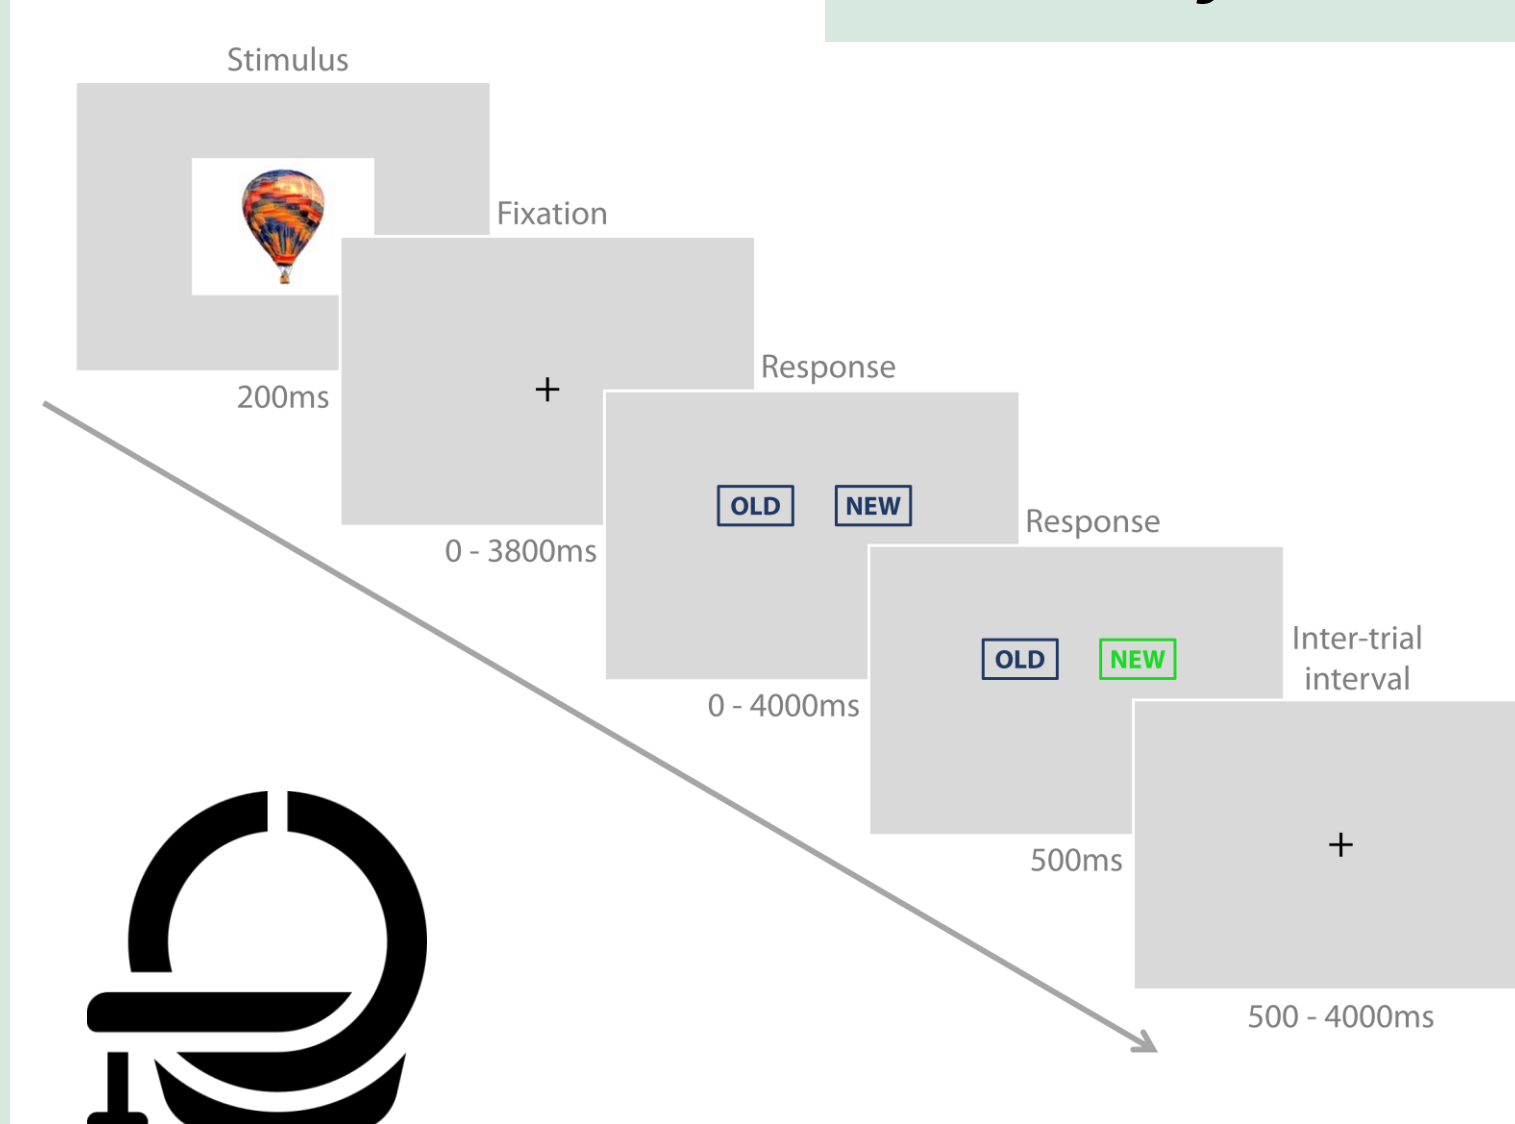 Stimulus
200ms
Fixation
+
0 - 3800ms
Response
OLD NEW
0 - 4000ms
Response
OLD NEW
500ms
Inter-trial
interval
+
500 - 4000ms